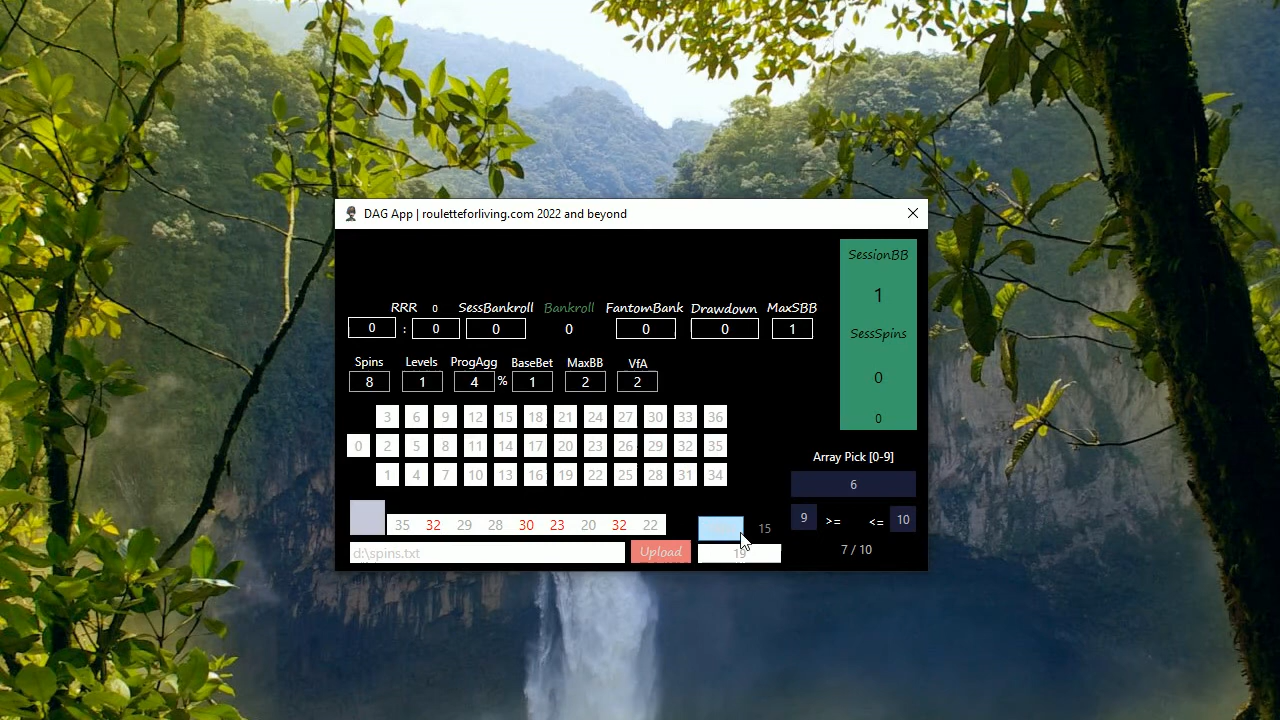 DAG App | rouletteforliving.com 2022 and beyond
SessionBB
1
SessSpins
0
0
RRR 0 SessBankroll Bankroll FantomBank Drawdown MaxSBB
0 : 0 0 0 0 0 1
Spins Levels ProgAgg BaseBet MaxBB VfA
8 1 4 % 1 2 2
3 6 9 12 15 18 21 24 27 30 33 36
0 2 5 8 11 14 17 20 23 26 29 32 35
1 4 7 10 13 16 19 22 25 28 31 34
Array Pick [0-9]
6
9 >= <= 10
7 / 10
35 32 29 28 30 23 20 32 22
15
d:\spins.txt Upload 19